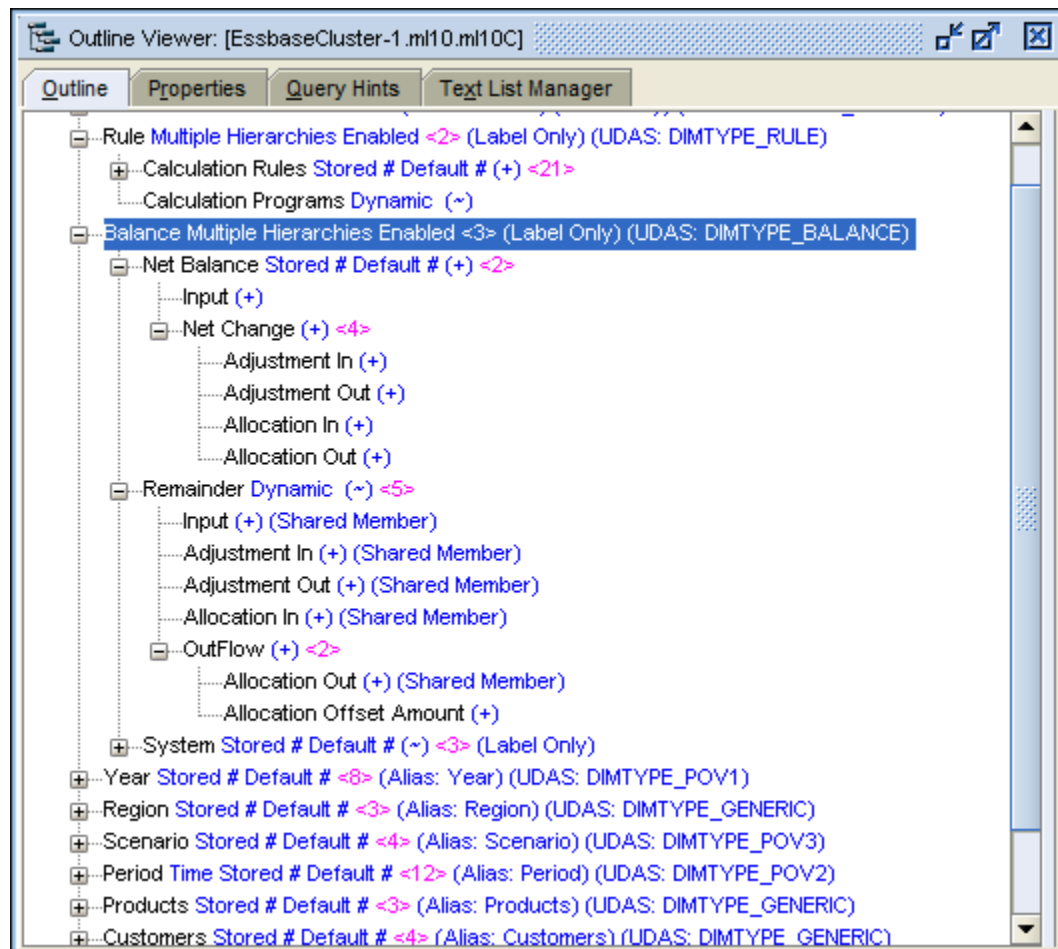 Outline Viewer: [EssbaseCluster-1.ml10.ml10C]
Outline Properties Query Hints Text List Manager
Rule Multiple Hierarchies Enabled <2> (Label Only) (UDAS: DIMTYPE_RULE)
Calculation Rules Stored # Default # (+) <21>
Calculation Programs Dynamic (~)
Balance Multiple Hierarchies Enabled <3> (Label Only) (UDAS: DIMTYPE_BALANCE)
Net Balance Stored # Default # (+) <2>
Input (+)
Net Change (+) <4>
Adjustment In (+)
Adjustment Out (+)
Allocation In (+)
Allocation Out (+)
Remainder Dynamic (~) <5>
Input (+) (Shared Member)
Adjustment In (+) (Shared Member)
Adjustment Out (+) (Shared Member)
Allocation In (+) (Shared Member)
OutFlow (+) <2>
Allocation Out (+) (Shared Member)
Allocation Offset Amount (+)
System Stored # Default # (~) <3> (Label Only)
Year Stored # Default # <8> (Alias: Year) (UDAS: DIMTYPE_POV1)
Region Stored # Default # <3> (Alias: Region) (UDAS: DIMTYPE_GENERIC)
Scenario Stored # Default # <4> (Alias: Scenario) (UDAS: DIMTYPE_POV3)
Period Time Stored # Default # <12> (Alias: Period) (UDAS: DIMTYPE_POV2)
Products Stored # Default # <3> (Alias: Products) (UDAS: DIMTYPE_GENERIC)
Customers Stored # Default # <4> (Alias: Customers) (UDAS: DIMTYPE_GENERIC)